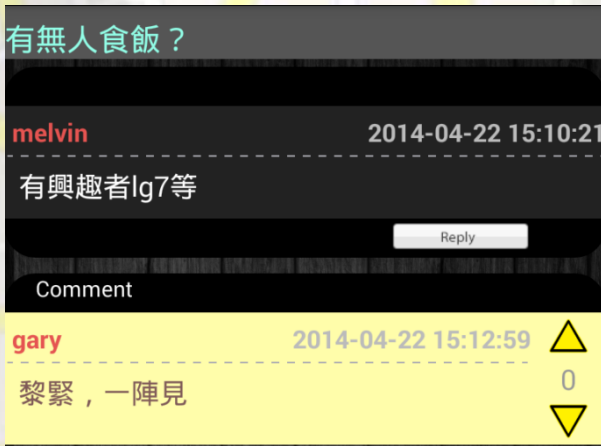 有無人食飯？
melvin 2014-04-22 15:10:21
有興趣者lg7等
Reply
Comment
gary 2014-04-22 15:12:59
黎緊，一陣見
0